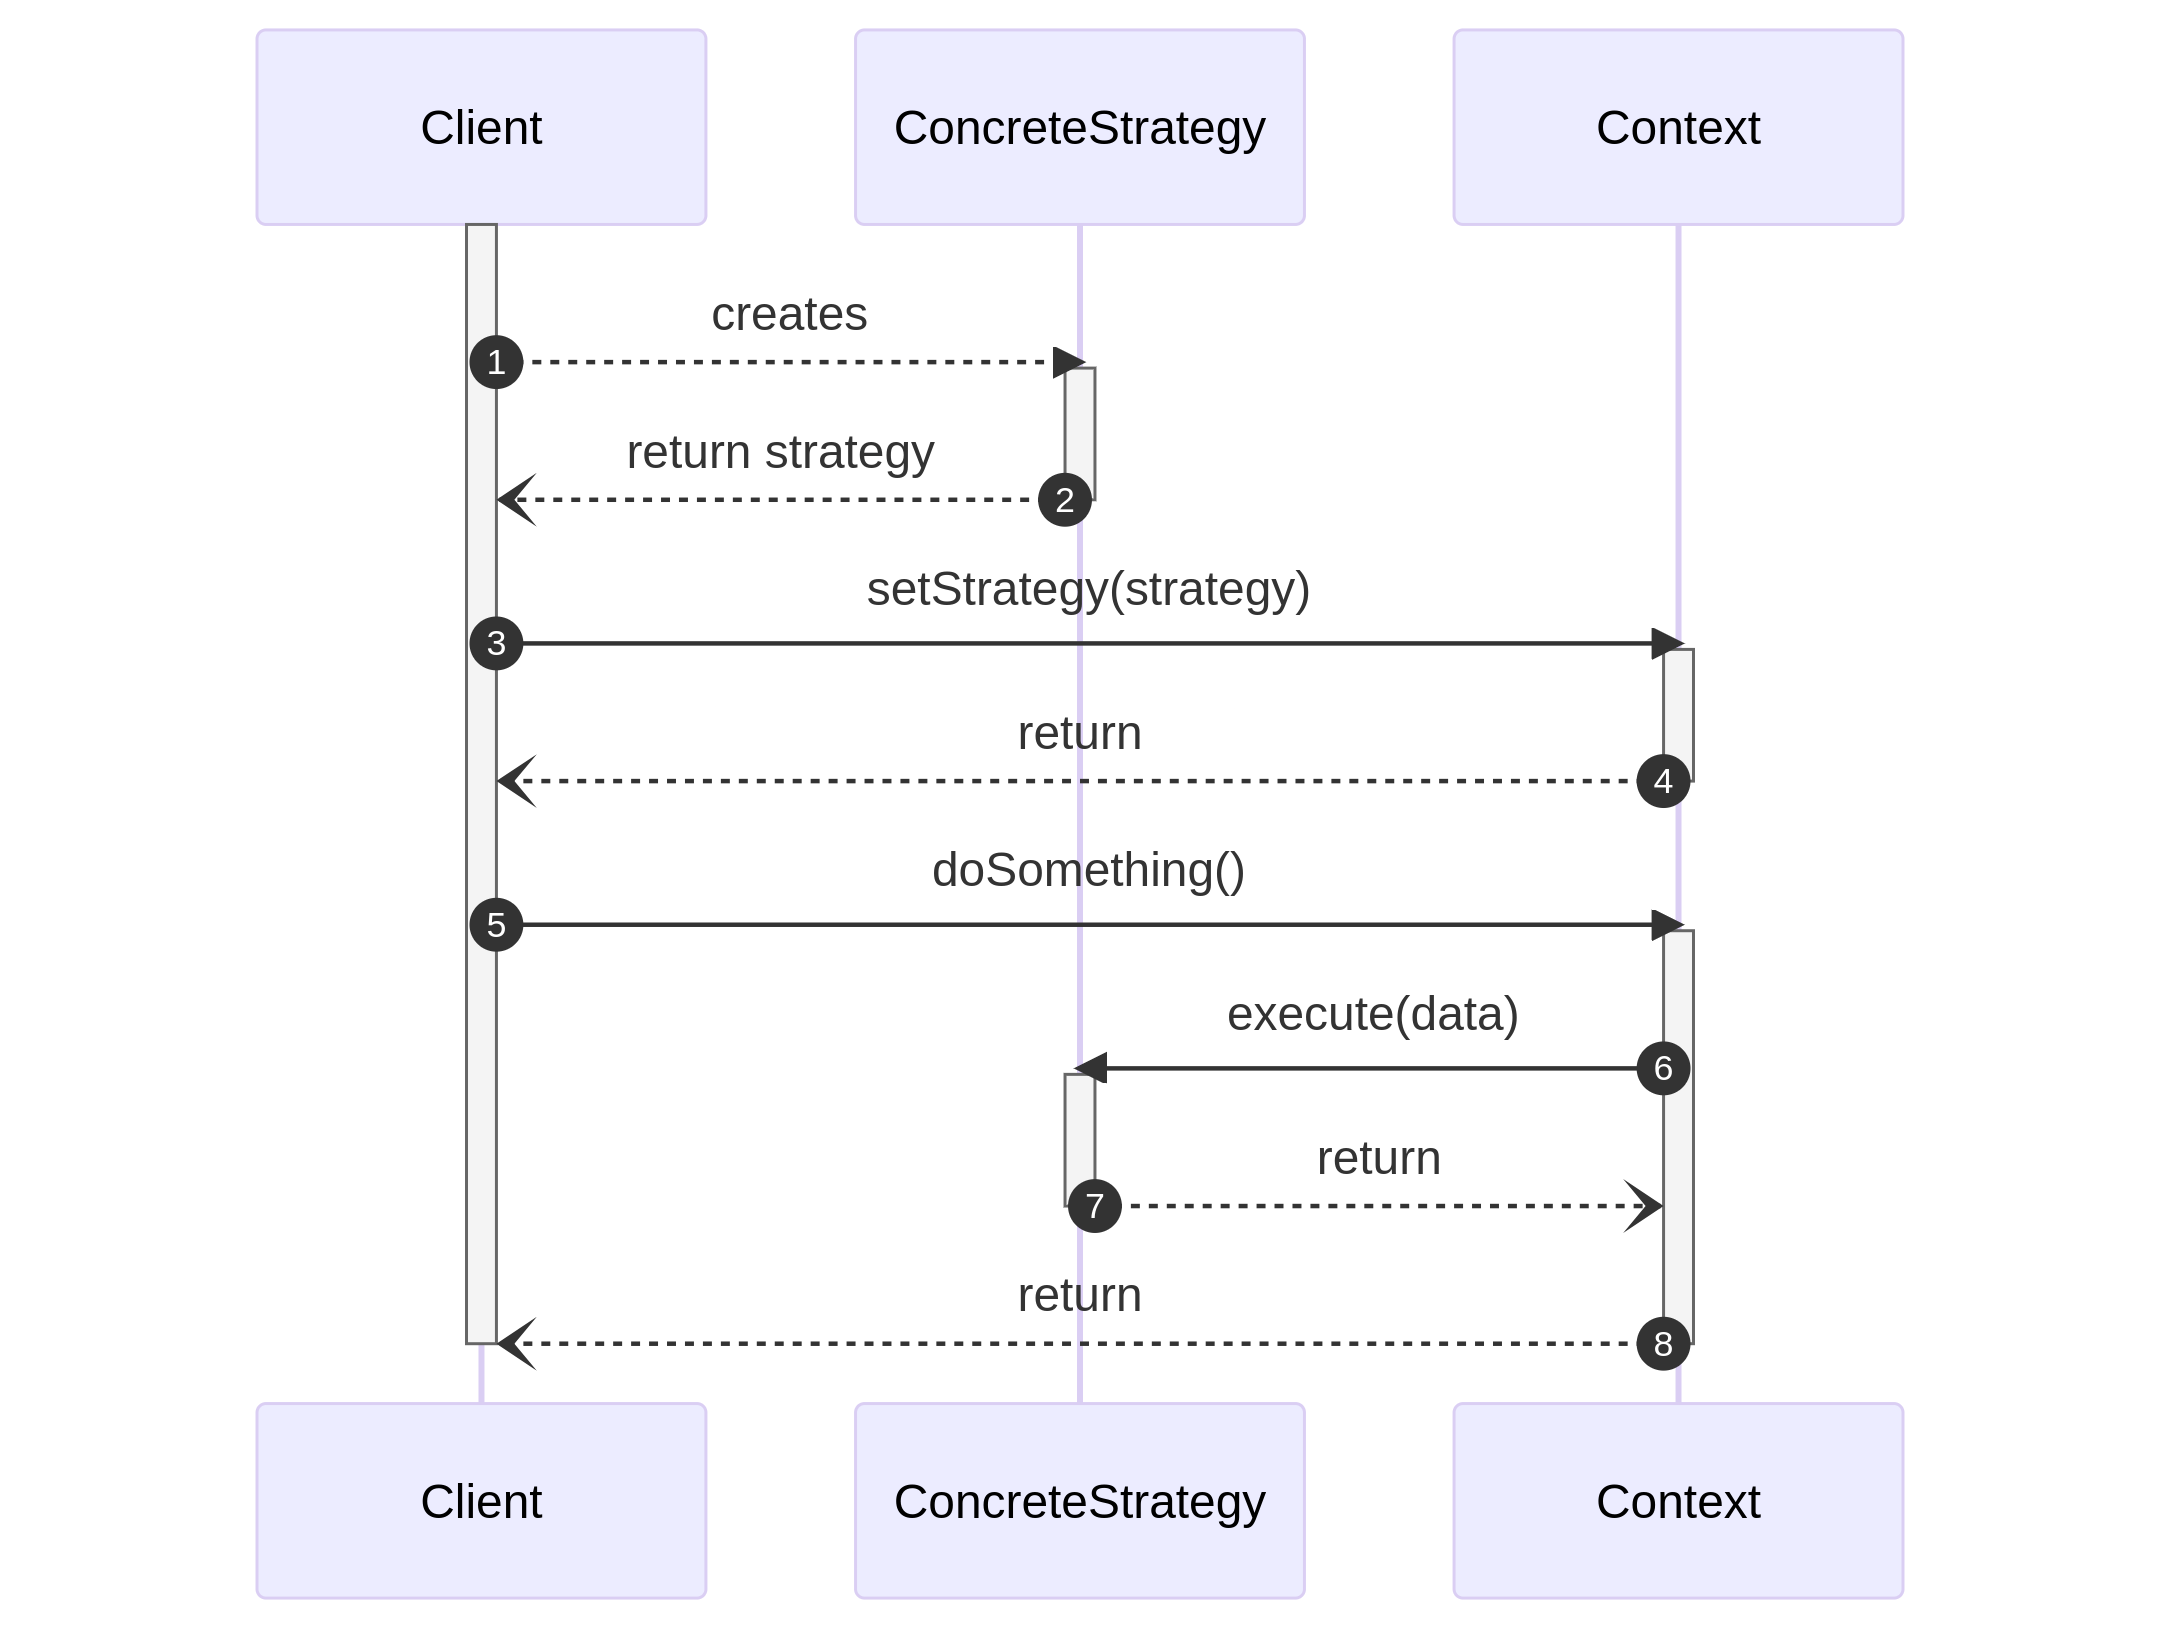 Client
ConcreteStrategy
Context
creates
1
return strategy
2
setStrategy(strategy)
3
return
4
doSomething()
5
execute(data)
6
return
7
return
8
Client
ConcreteStrategy
Context